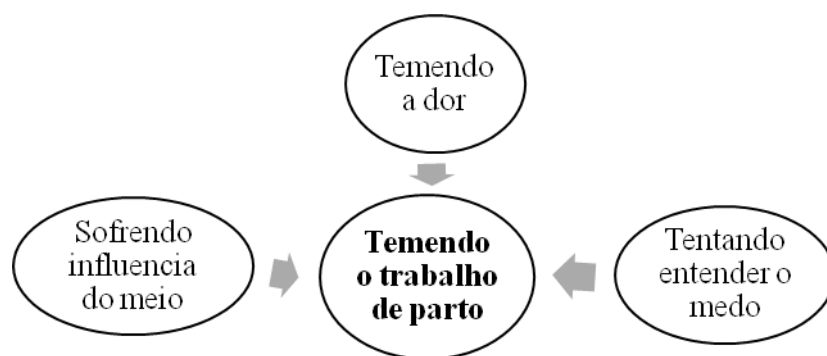 Temendo
a dor
Sofrendo
influencia
do meio
Temendo
o trabalho
de parto
Tentando
entender o
medo